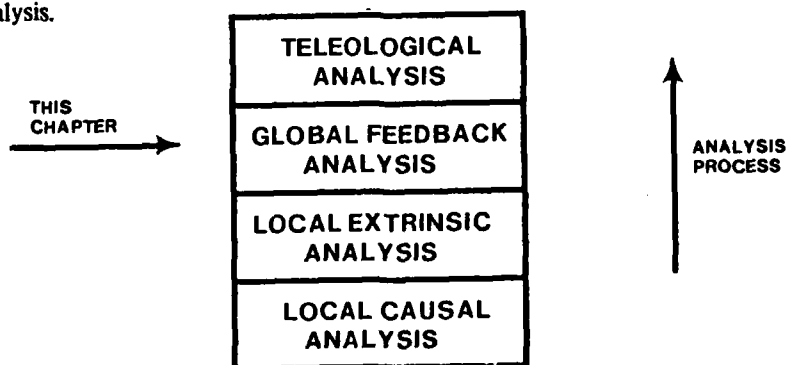 alysis.
TELEOLOGICAL
ANALYSIS
THIS
CHAPTER
GLOBAL FEEDBACK
ANALYSIS
ANALYSIS
PROCESS
LOCAL EXTRINSIC
ANALYSIS
LOCAL CAUSAL
ANALYSIS